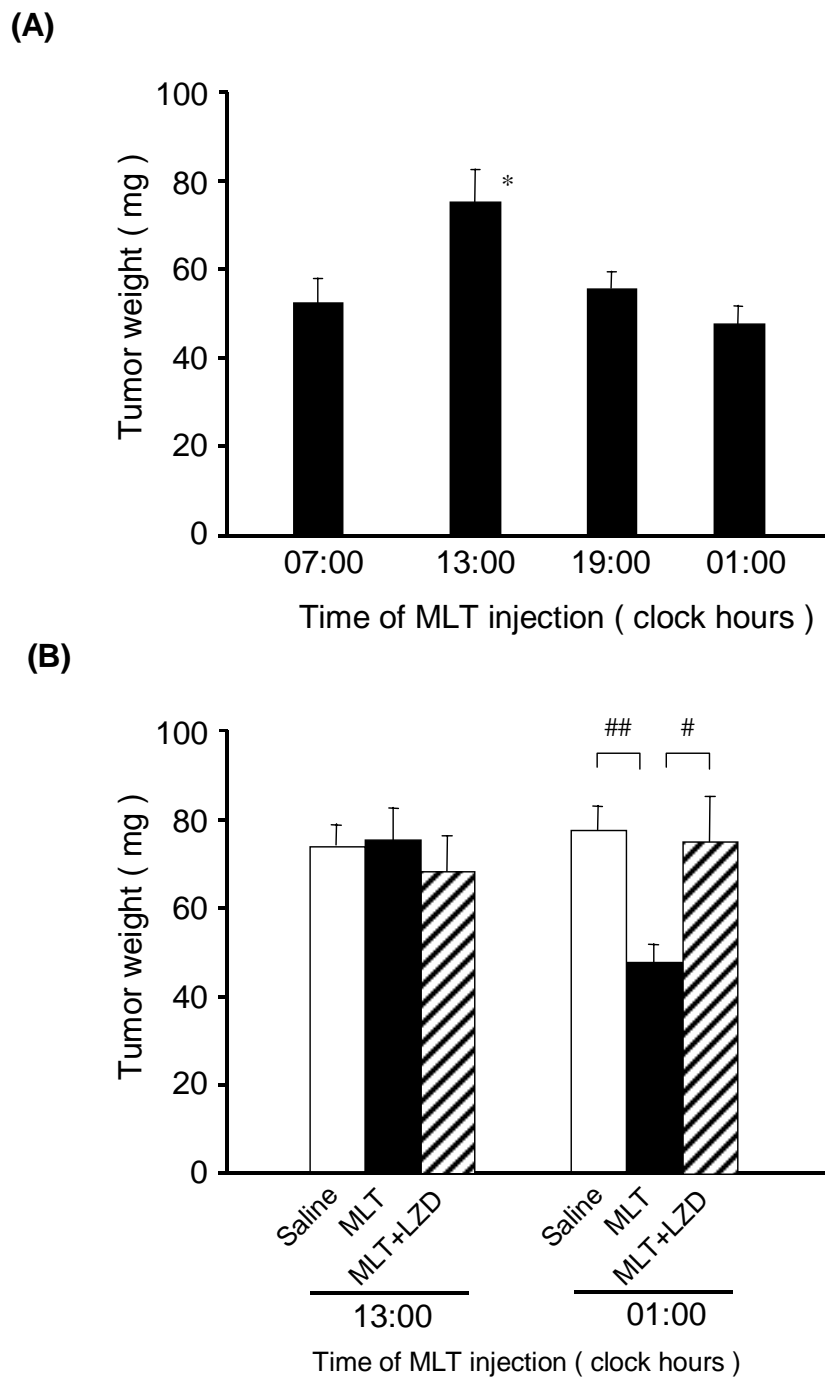 (A)
100
80
60
40
20
0
Tumor weight ( mg )
*
07:00 13:00 19:00 01:00
Time of MLT injection ( clock hours )
(B)
100
80
60
40
20
0
Tumor weight ( mg )
## #
Saline MLT MLT+LZD Saline MLT MLT+LZD
13:00 01:00
Time of MLT injection ( clock hours )